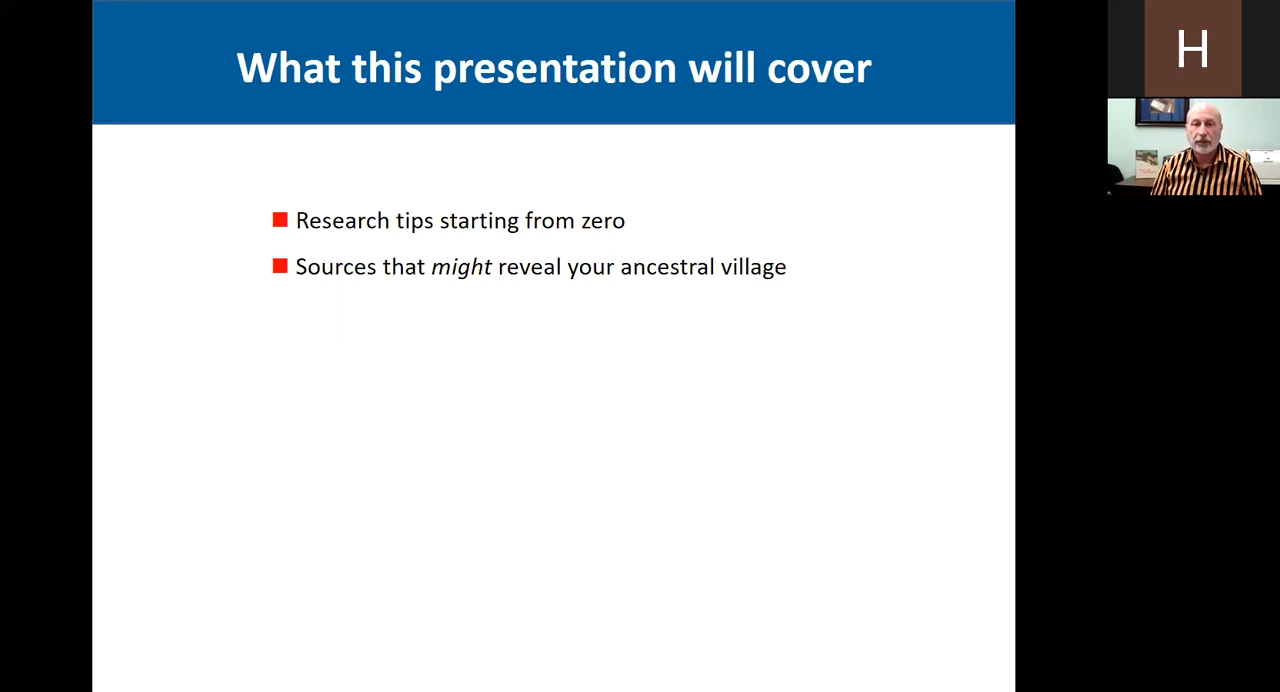 What this presentation will cover
H
Research tips starting from zero
Sources that might reveal your ancestral village